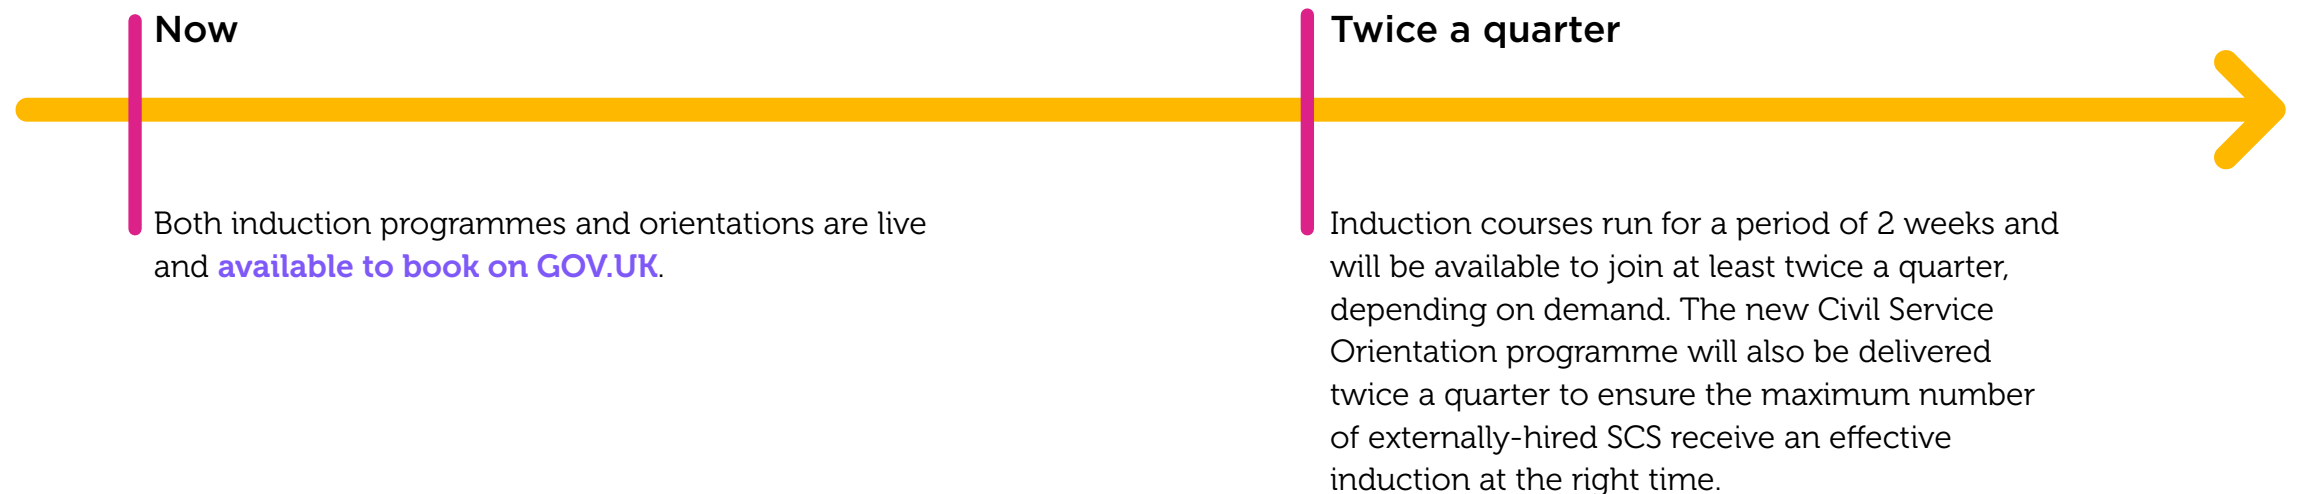 Now
Both induction programmes and orientations are live
and available to book on GOV.UK.
Twice a quarter
Induction courses run for a period of 2 weeks and
will be available to join at least twice a quarter,
depending on demand. The new Civil Service
Orientation programme will also be delivered
twice a quarter to ensure the maximum number
of externally-hired SCS receive an effective
induction at the right time.